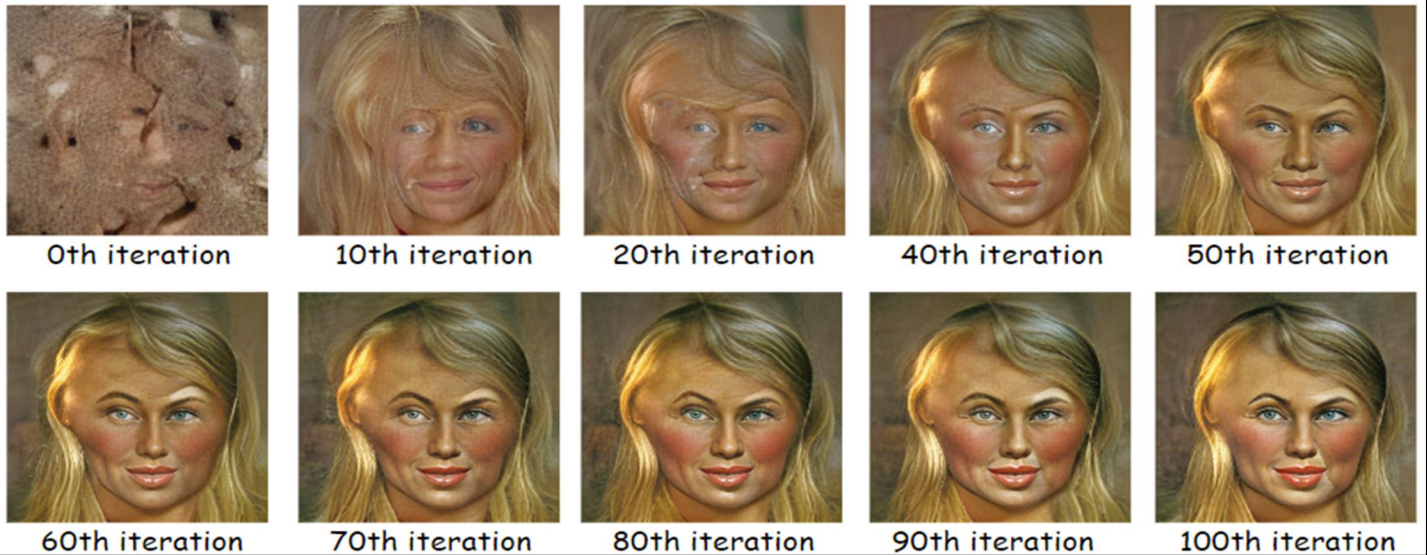 0th iteration
10th iteration
20th iteration
40th iteration
50th iteration
60th iteration
70th iteration
80th iteration
90th iteration
100th iteration